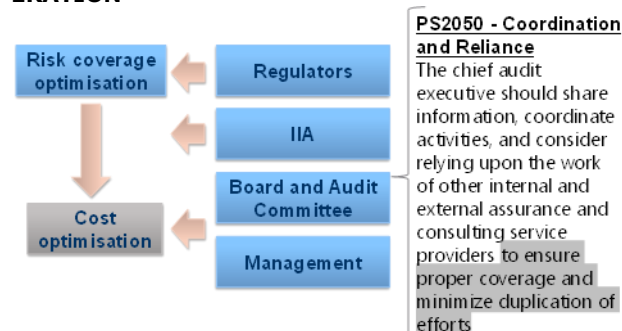 Risk coverage
optimisation
Cost
optimisation
Regulators
IIA
Board and Audit
Committee
Management
PS2050 - Coordination
and Reliance
The chief audit
executive should share
information, coordinate
activities, and consider
relying upon the work
of other internal and
external assurance and
consulting service
providers to ensure
proper coverage and
minimize duplication of
efforts